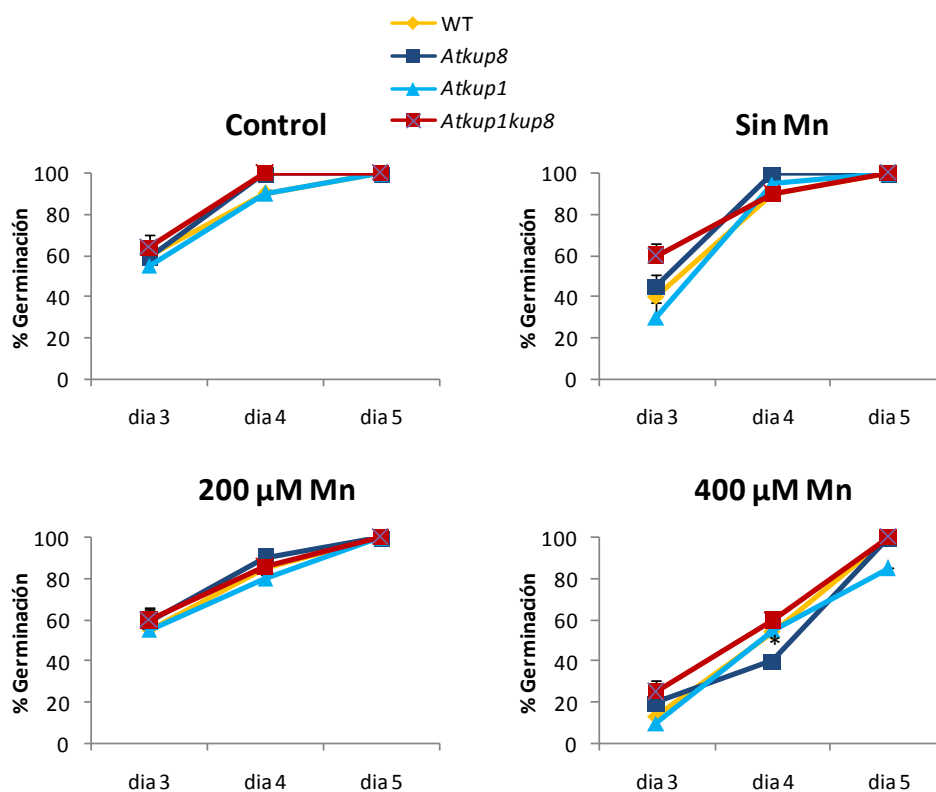 WT
Atkup8
Atkup1
Atkup1kup8
Control
% Germinación
100
80
60
40
20
0
dia 3 dia 4 dia 5
Sin Mn
% Germinación
100
80
60
40
20
0
dia 3 dia 4 dia 5
200 µM Mn
% Germinación
100
80
60
40
20
0
dia 3 dia 4 dia 5
400 µM Mn
% Germinación
100
80
60
40
20
0
*
dia 3 dia 4 dia 5